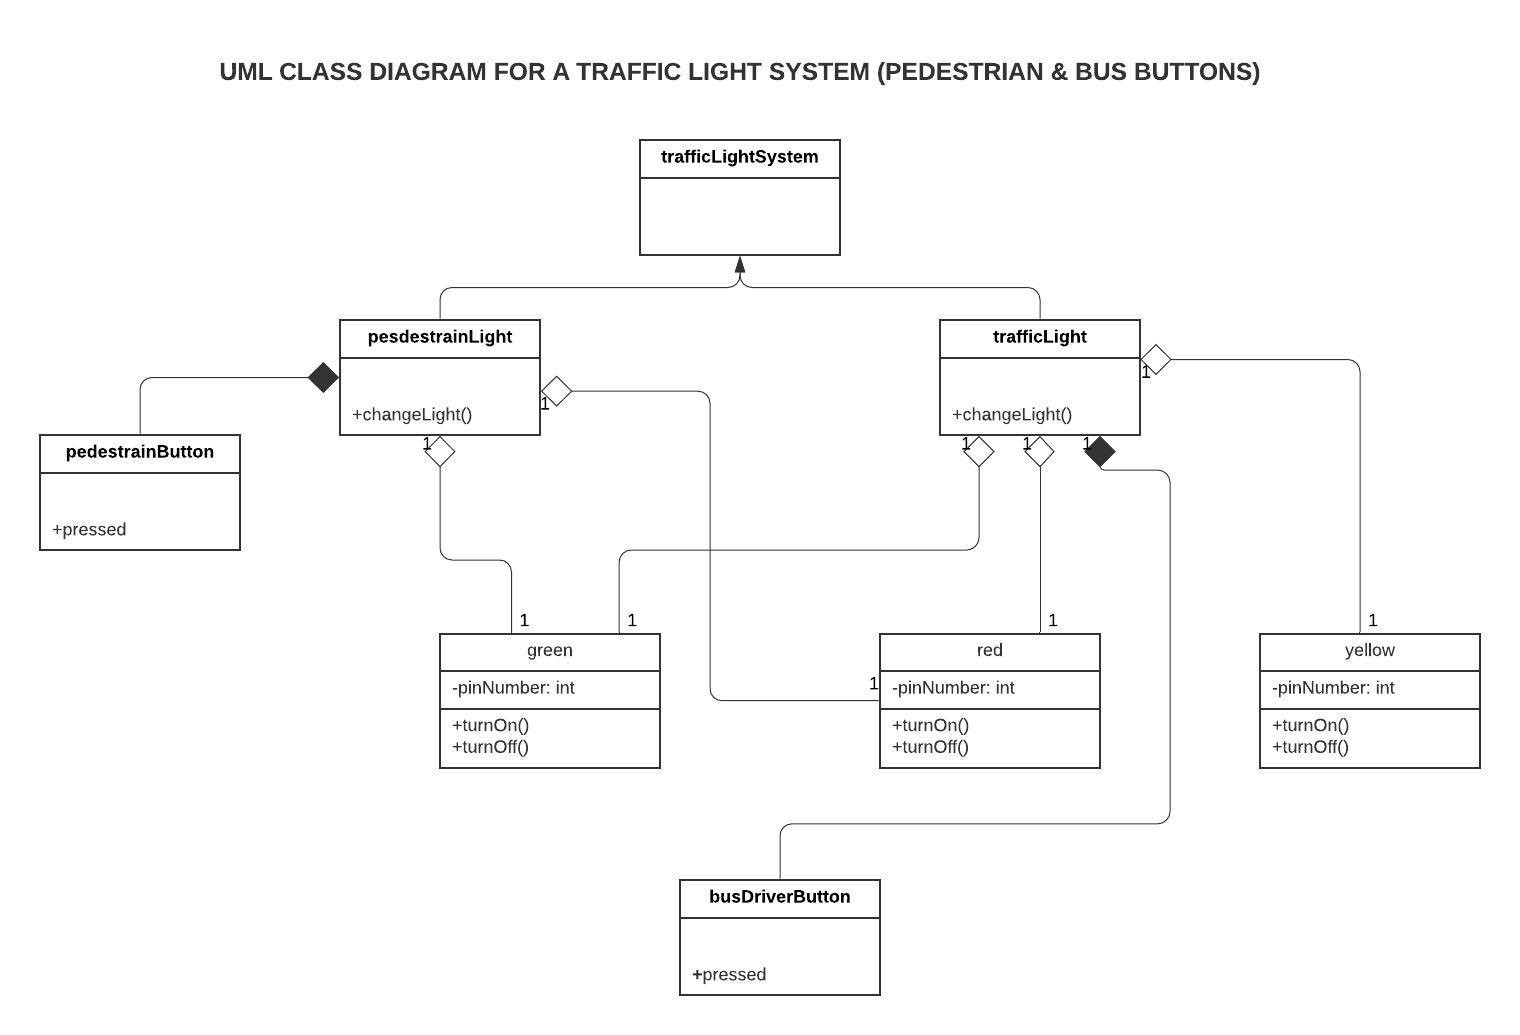 UML CLASS DIAGRAM FOR A TRAFFIC LIGHT SYSTEM (PEDESTRIAN & BUS BUTTONS)
trafficLightSystem
pesdestrainLight
+changeLight()
1
1
trafficLight
+changeLight()
1
1
1
1
pedestrainButton
+pressed
1
1
green
-pinNumber: int
+turnOn()
+turnOff()
1
1
red
-pinNumber: int
+turnOn()
+turnOff()
1
yellow
-pinNumber: int
+turnOn()
+turnOff()
busDriverButton
+pressed